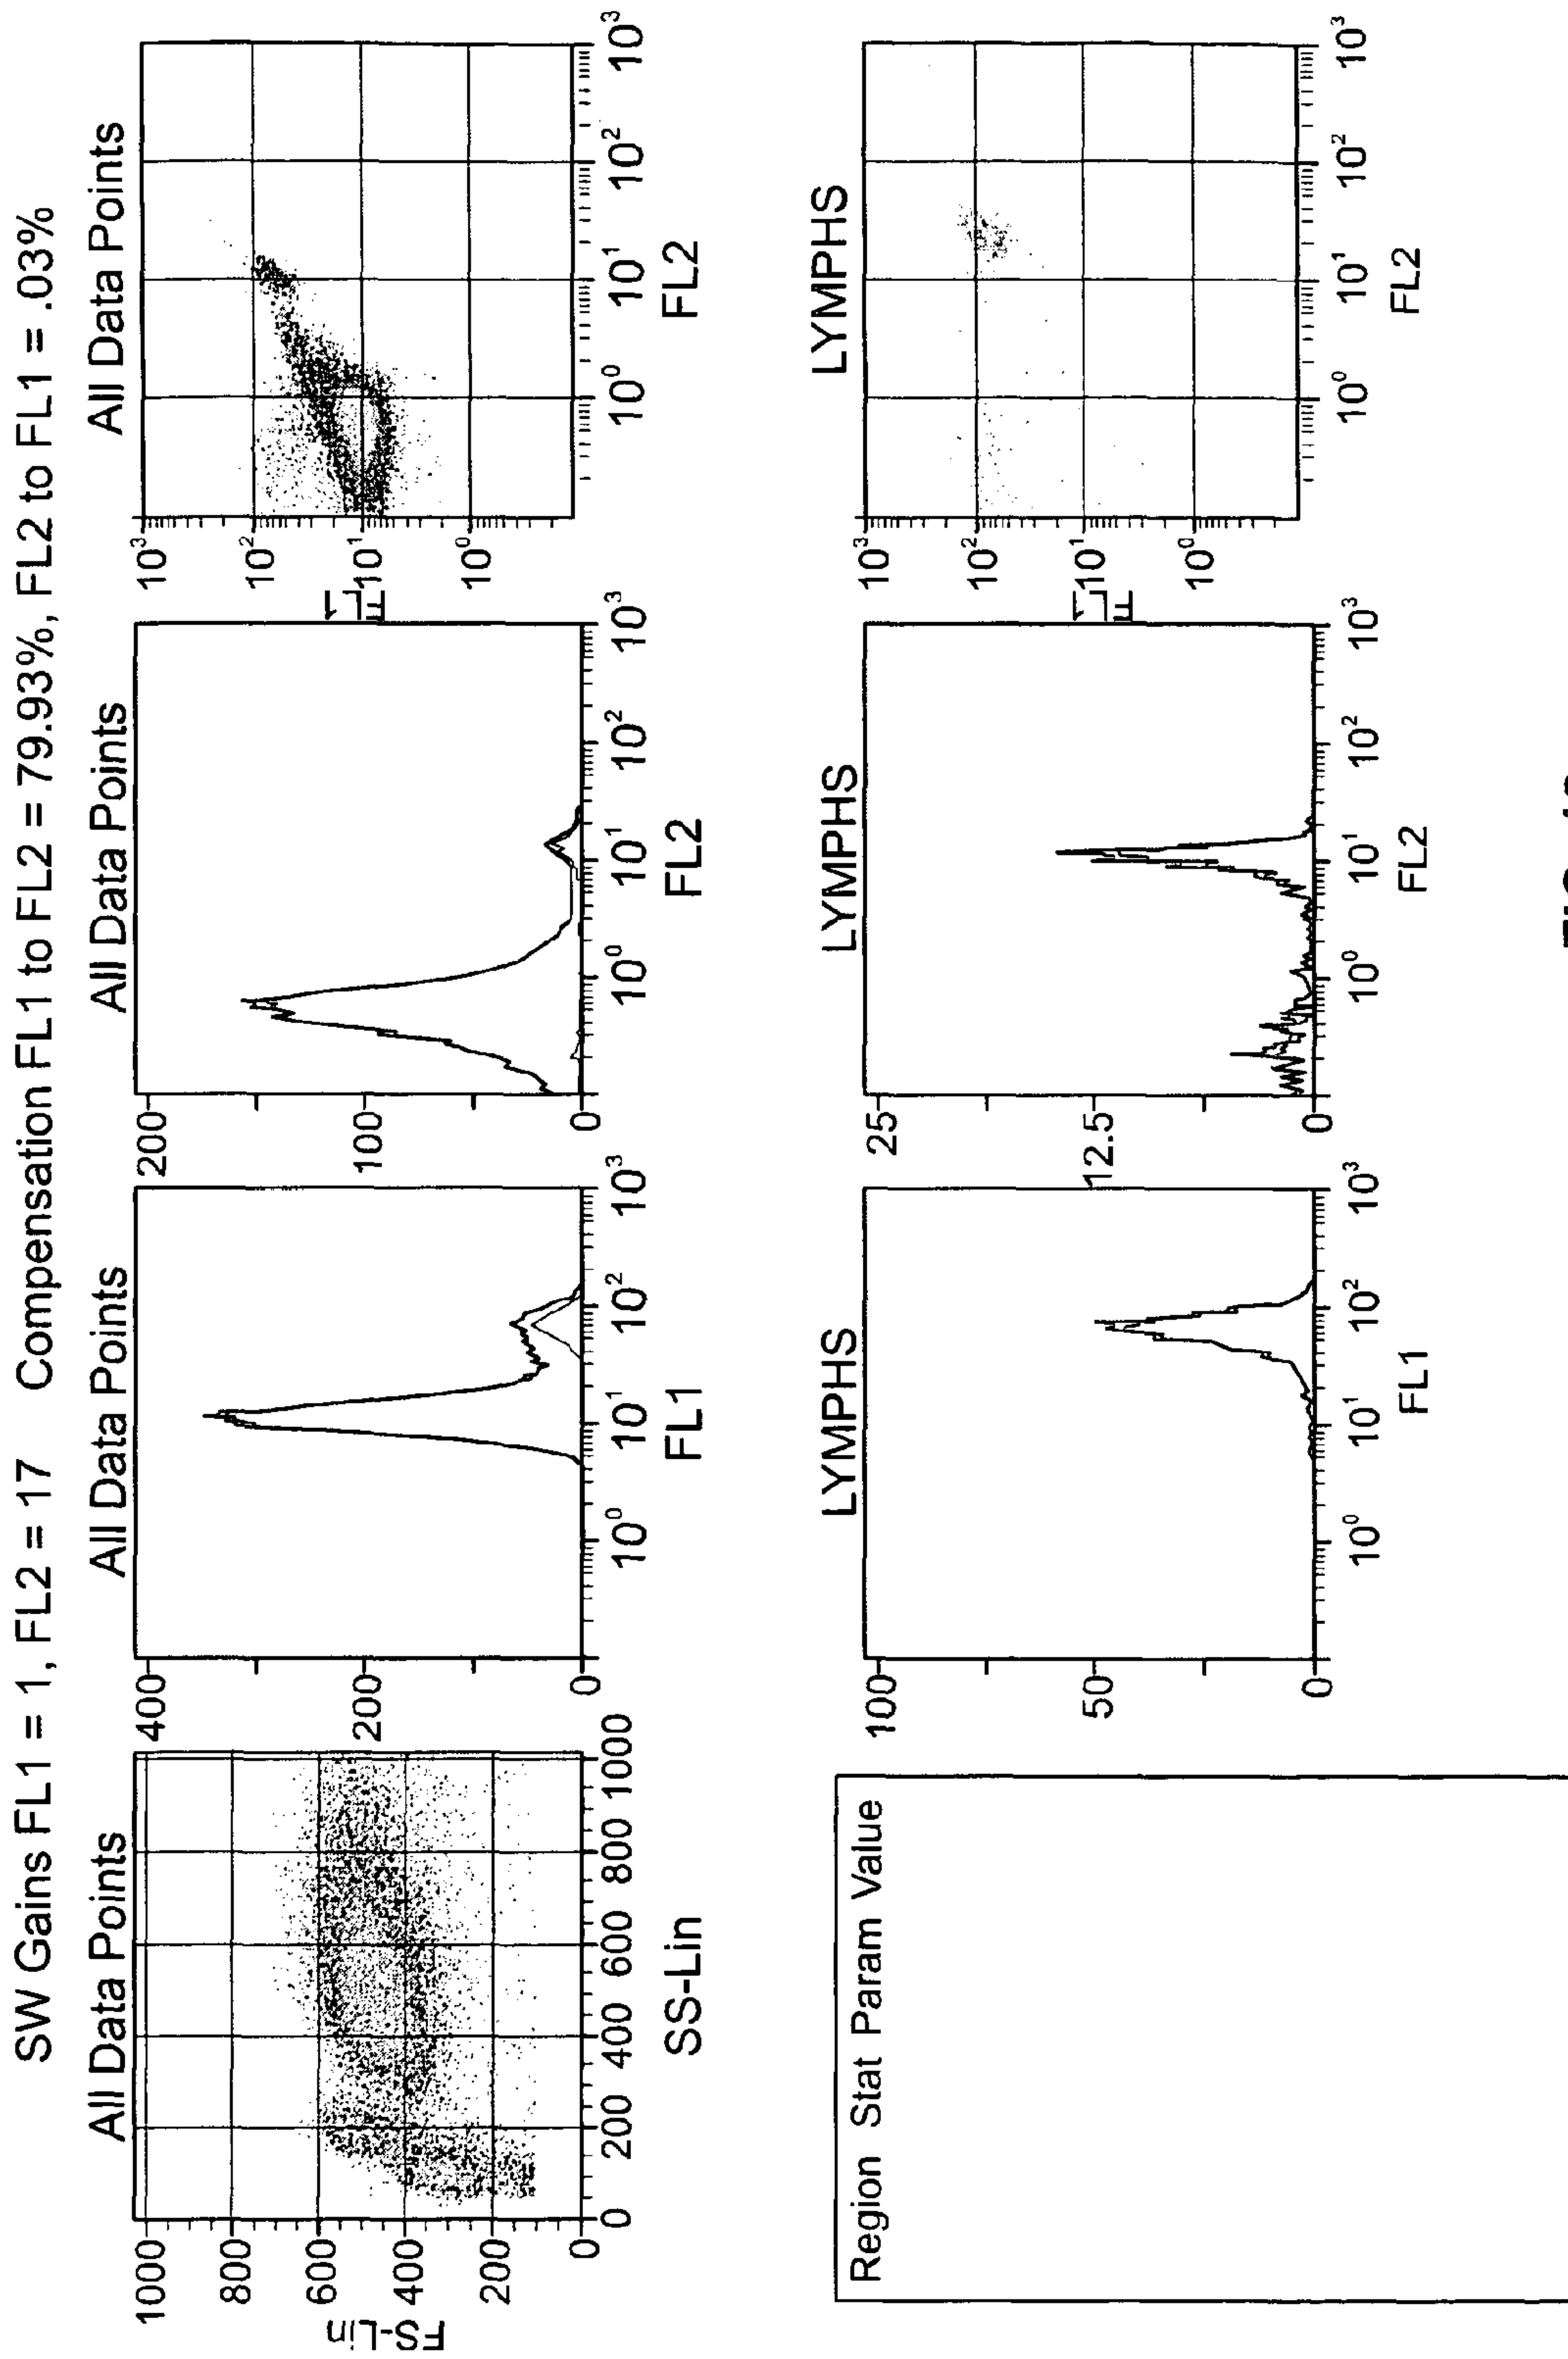 SW Gains FL1 = 1, FL2 = 17 Compensation FL1 to FL2 = 79.93%, FL2 to FL1 = .03%
All Data Points
1000
800
600
400
200
0
FS-Lin
0 200 400 600 800 1000
SS-Lin
All Data Points
400
200
0
10⁰ 10¹ 10² 10³
FL1
All Data Points
200
100
0
10⁰ 10¹ 10² 10³
FL2
All Data Points
10³
10²
10¹
10⁰
FL1
10⁰ 10¹ 10² 10³
FL2
Region Stat Param Value
LYMPHS
100
50
0
10⁰ 10¹ 10² 10³
FL1
LYMPHS
25
12.5
0
10⁰ 10¹ 10² 10³
FL2
LYMPHS
10³
10²
10¹
10⁰
FL1
10⁰ 10¹ 10² 10³
FL2